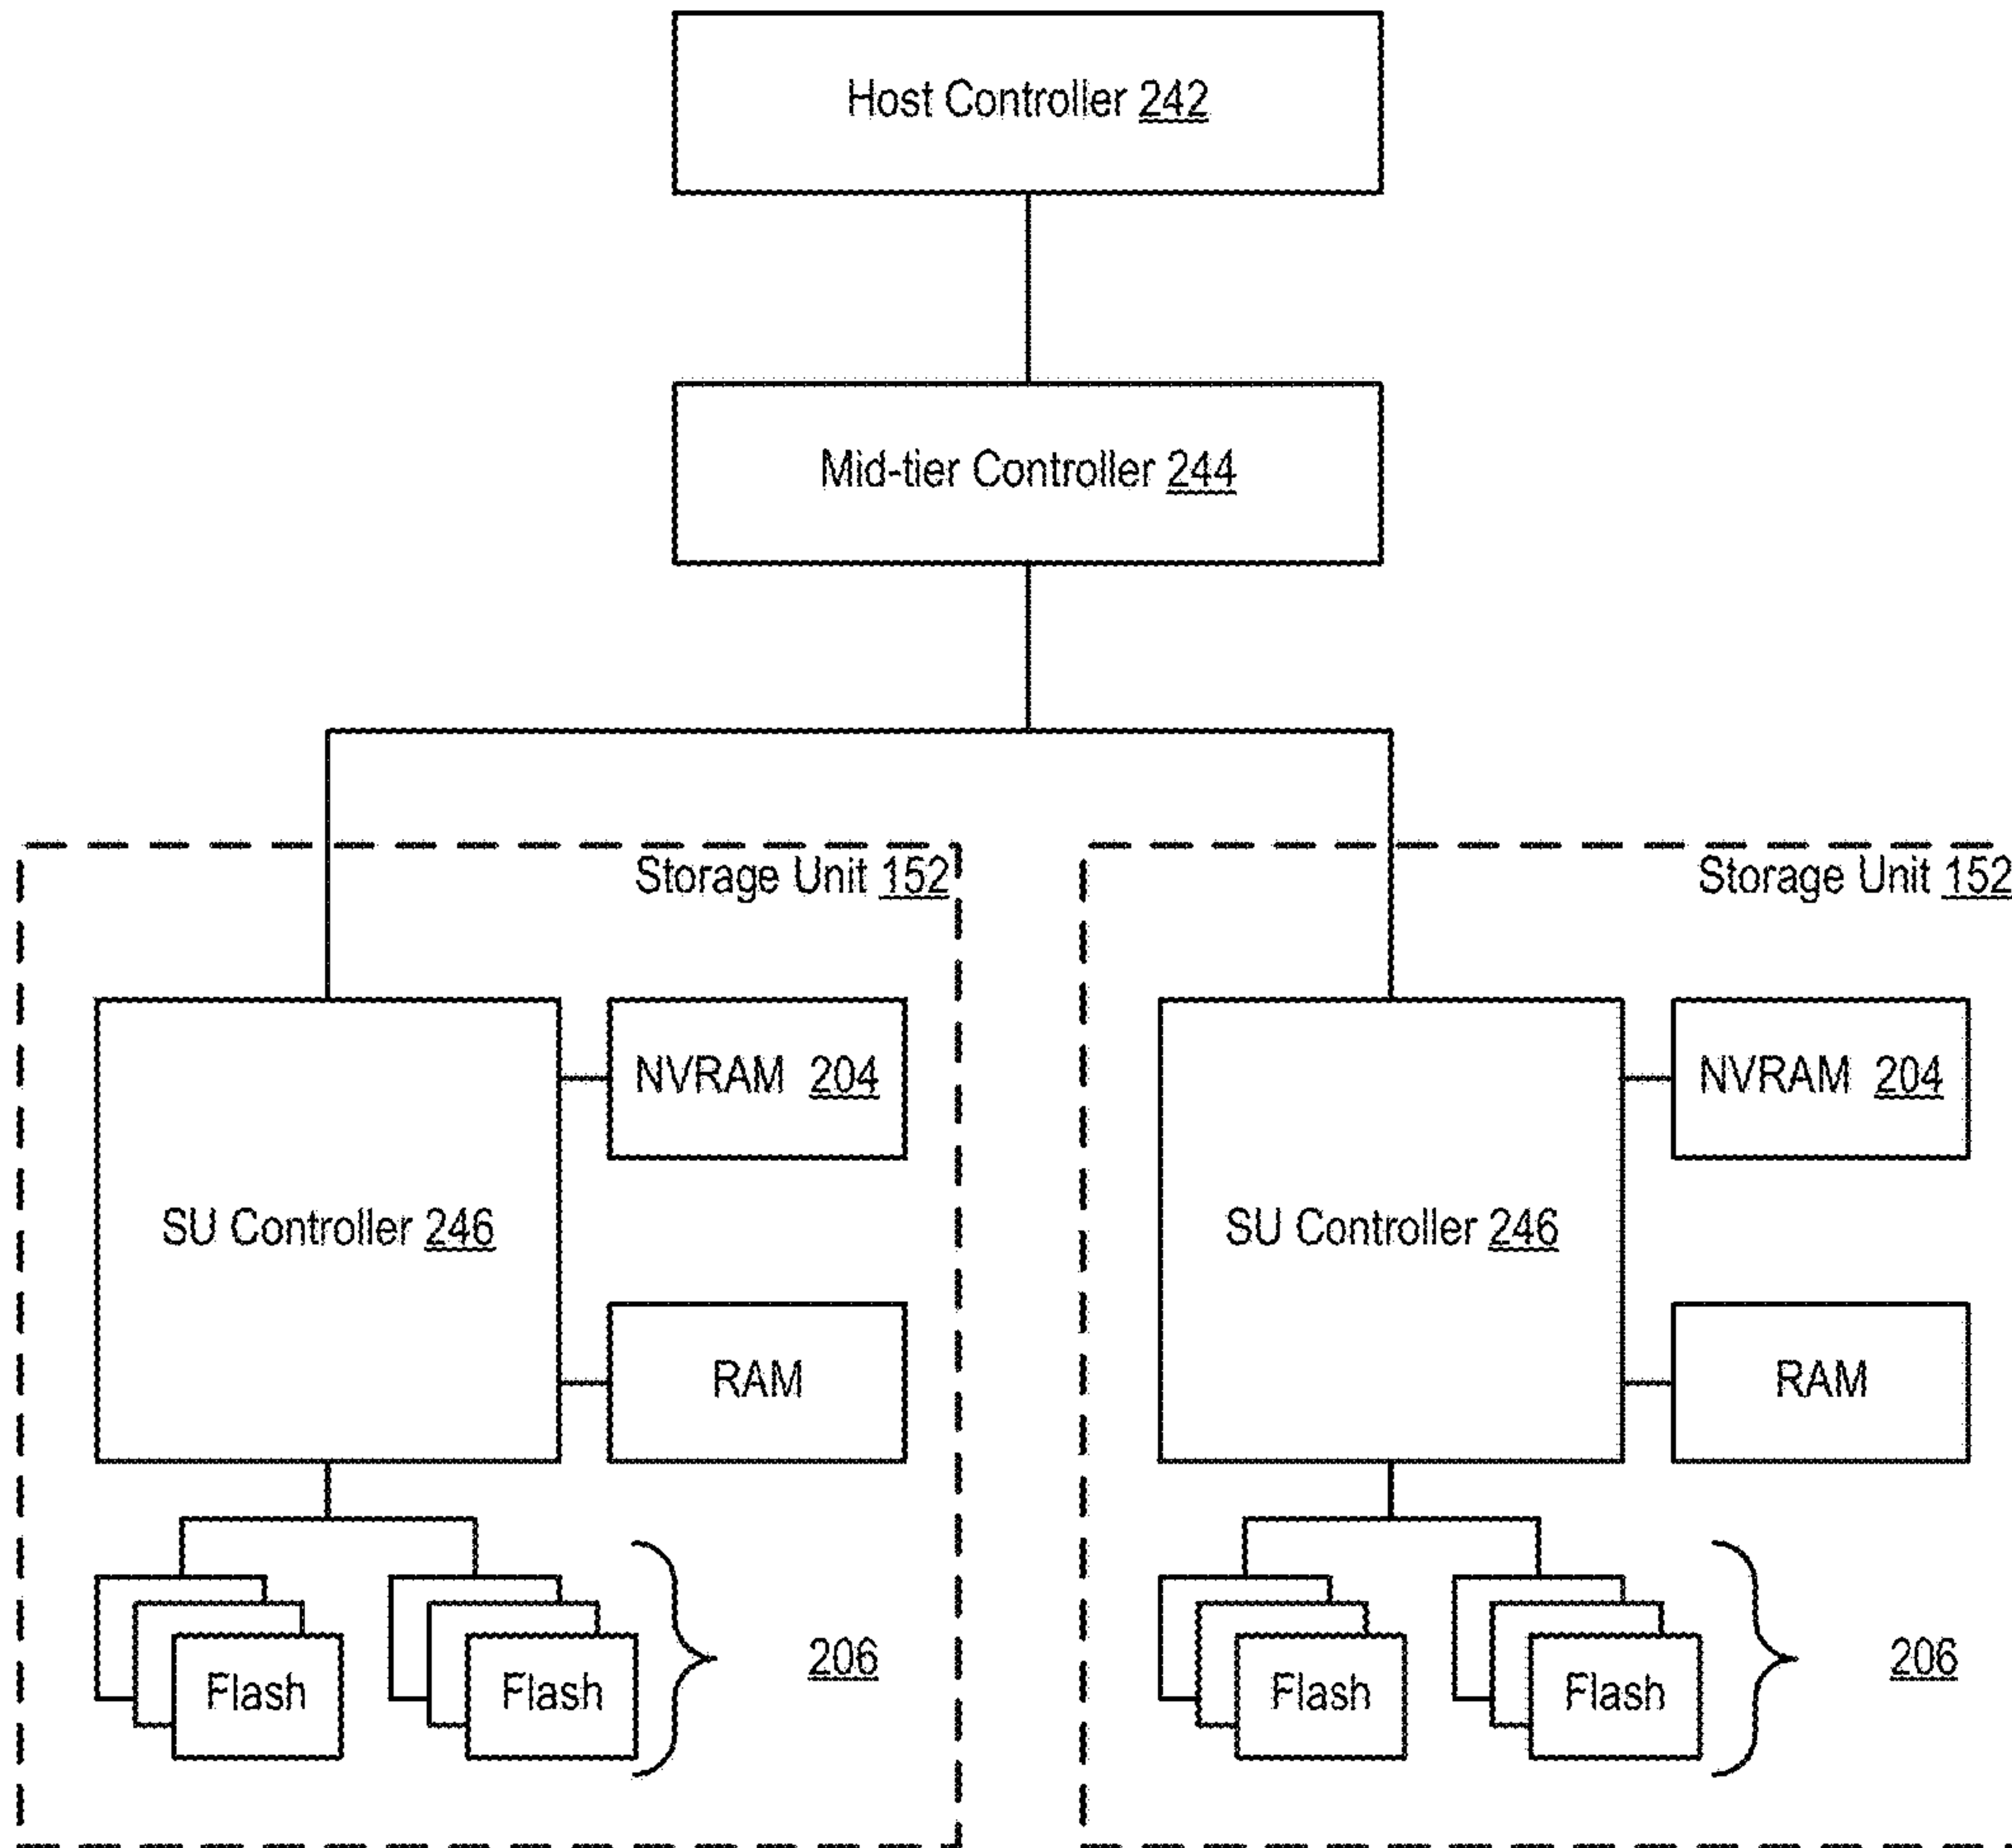 Host Controller 242
Mid-tier Controller 244
Storage Unit 152
Storage Unit 152
NVRAM 204
NVRAM 204
SU Controller 246
SU Controller 246
RAM
RAM
206
206
Flash
Flash
Flash
Flash